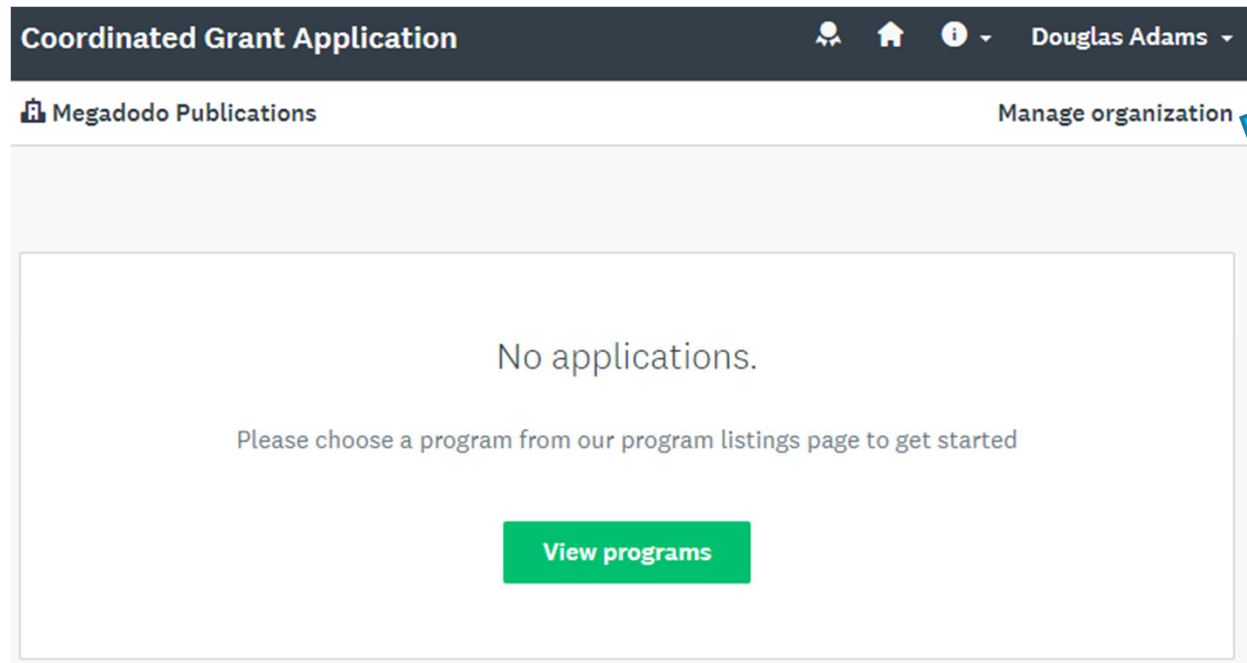 Coordinated Grant Application
Douglas Adams
Megadodo Publications
Manage organization
No applications.
Please choose a program from our program listings page to get started
View programs